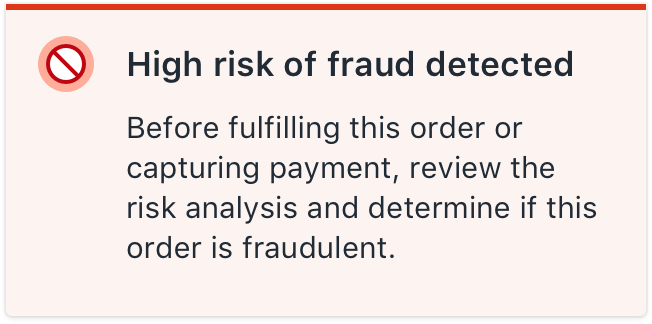 High risk of fraud detected
Before fulfilling this order or
capturing payment, review the
risk analysis and determine if this
order is fraudulent.